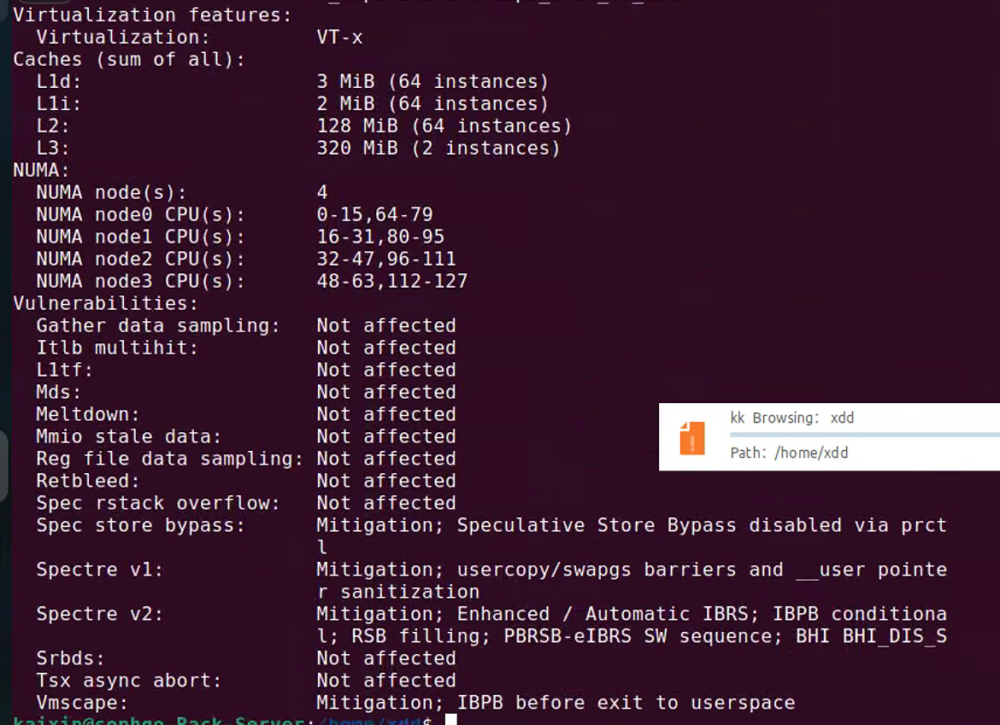 Virtualization features:
  Virtualization:         VT-x
Caches (sum of all):
  L1d:                    3 MiB (64 instances)
  L1i:                    2 MiB (64 instances)
  L2:                     128 MiB (64 instances)
  L3:                     320 MiB (2 instances)
NUMA:
  NUMA node(s):           4
  NUMA node0 CPU(s):      0-15,64-79
  NUMA node1 CPU(s):      16-31,80-95
  NUMA node2 CPU(s):      32-47,96-111
  NUMA node3 CPU(s):      48-63,112-127
Vulnerabilities:
  Gather data sampling:   Not affected
  Itlb multihit:          Not affected
  L1tf:                   Not affected
  Mds:                    Not affected
  Meltdown:               Not affected
  Mmio stale data:        Not affected
  Reg file data sampling: Not affected
  Retbleed:               Not affected
  Spec rstack overflow:   Not affected
  Spec store bypass:      Mitigation; Speculative Store Bypass disabled via prct
                          l
  Spectre v1:             Mitigation; usercopy/swapgs barriers and __user pointe
                          r sanitization
  Spectre v2:             Mitigation; Enhanced / Automatic IBRS; IBPB conditiona
                          l; RSB filling; PBRSB-eIBRS SW sequence; BHI BHI_DIS_S
  Srbds:                  Not affected
  Tsx async abort:        Not affected
  Vmscape:                Mitigation; IBPB before exit to userspace
kaixin@sophgo-Rack-Server:/home/xdd$
kk Browsing: xdd
Path: /home/xdd